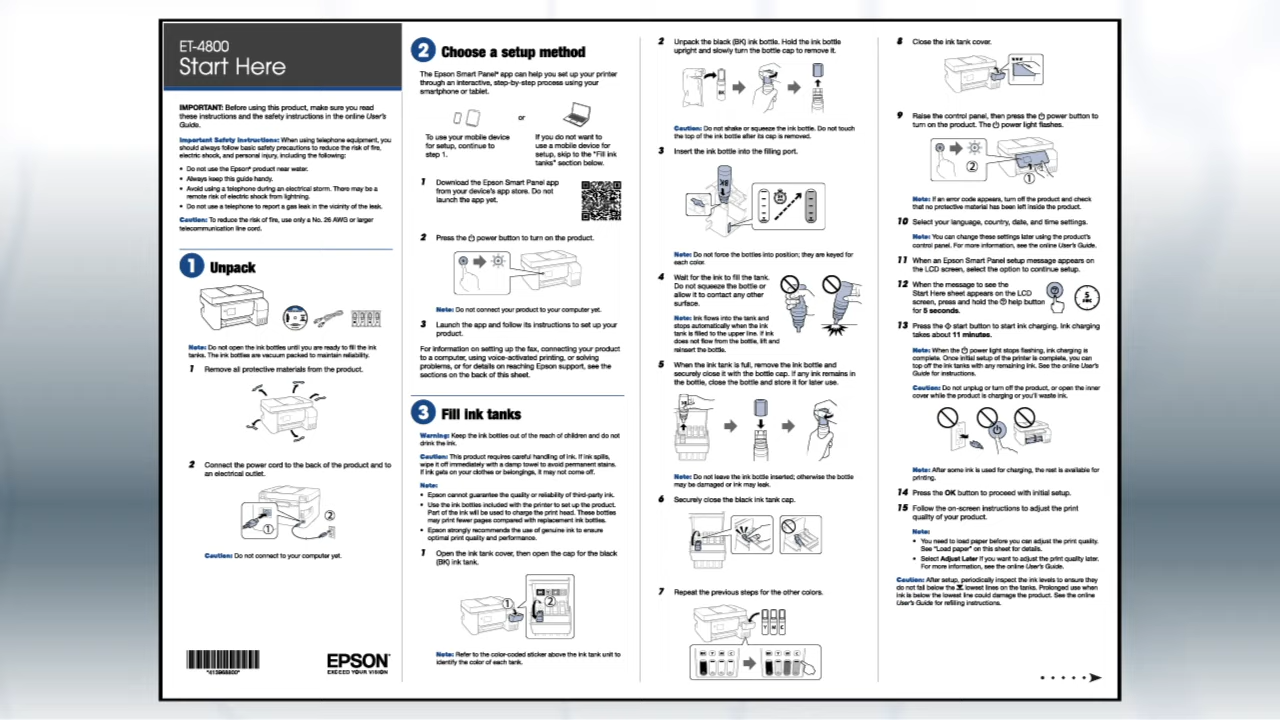 ET-4800
Start Here
IMPORTANT: Before using this product, make sure you read
these instructions and the safety instructions in the online User's
Guide.
Important Safety Instructions: When using telephone equipment, you
should always follow basic safety precautions to reduce the risk of fire,
electric shock, and personal injury, including the following:
• Do not use the Epson® product near water.
• Always keep this guide handy.
• Avoid using a telephone during an electrical storm. There may be a
remote risk of electric shock from lightning.
• Do not use a telephone to report a gas leak in the vicinity of the leak.
Caution: To reduce the risk of fire, use only a No. 26 AWG or larger
telecommunication line cord.
1 Unpack
Note: Do not open the ink bottles until you are ready to fill the ink
tanks. The ink bottles are vacuum packed to maintain reliability.
1 Remove all protective materials from the product.
2 Connect the power cord to the back of the product and to
an electrical outlet.
① ②
Caution: Do not connect to your computer yet.
*413968800*
EPSON®
EXCEED YOUR VISION
2 Choose a setup method
The Epson Smart Panel® app can help you set up your printer
through an interactive, step-by-step process using your
smartphone or tablet.
or
To use your mobile device
for setup, continue to
step 1.
If you do not want to
use a mobile device for
setup, skip to the "Fill ink
tanks" section below.
1 Download the Epson Smart Panel app
from your device's app store. Do not
launch the app yet.
2 Press the ⏻ power button to turn on the product.
Note: Do not connect your product to your computer yet.
3 Launch the app and follow its instructions to set up your
product.
For information on setting up the fax, connecting your product
to a computer, using voice-activated printing, or solving
problems, or for details on reaching Epson support, see the
sections on the back of this sheet.
3 Fill ink tanks
Warning: Keep the ink bottles out of the reach of children and do not
drink the ink.
Caution: This product requires careful handling of ink. If ink spills,
wipe it off immediately with a damp towel to avoid permanent stains.
If ink gets on your clothes or belongings, it may not come off.
Note:
• Epson cannot guarantee the quality or reliability of third-party ink.
• Use the ink bottles included with the printer to set up the product.
Part of the ink will be used to charge the print head. These bottles
may print fewer pages compared with replacement ink bottles.
• Epson strongly recommends the use of genuine ink to ensure
optimal print quality and performance.
1 Open the ink tank cover, then open the cap for the black
(BK) ink tank.
① ②
Note: Refer to the color-coded sticker above the ink tank unit to
identify the color of each tank.
2 Unpack the black (BK) ink bottle. Hold the ink bottle
upright and slowly turn the bottle cap to remove it.
Caution: Do not shake or squeeze the ink bottle. Do not touch
the top of the ink bottle after its cap is removed.
3 Insert the ink bottle into the filling port.
BK
Note: Do not force the bottles into position; they are keyed for
each color.
4 Wait for the ink to fill the tank.
Do not squeeze the bottle or
allow it to contact any other
surface.
Note: Ink flows into the tank and
stops automatically when the ink
tank is filled to the upper line. If ink
does not flow from the bottle, lift and
reinsert the bottle.
5 When the ink tank is full, remove the ink bottle and
securely close it with the bottle cap. If any ink remains in
the bottle, close the bottle and store it for later use.
Note: Do not leave the ink bottle inserted; otherwise the bottle
may be damaged or ink may leak.
6 Securely close the black ink tank cap.
7 Repeat the previous steps for the other colors.
Y M C
BK Y M C BK Y M C
8 Close the ink tank cover.
9 Raise the control panel, then press the ⏻ power button to
turn on the product. The ⏻ power light flashes.
② ①
Note: If an error code appears, turn off the product and check
that no protective material has been left inside the product.
10 Select your language, country, date, and time settings.
Note: You can change these settings later using the product's
control panel. For more information, see the online User's Guide.
11 When an Epson Smart Panel setup message appears on
the LCD screen, select the option to continue setup.
12 When the message to see the
Start Here sheet appears on the LCD
screen, press and hold the ? help button
for 5 seconds.
5
sec
13 Press the ◇ start button to start ink charging. Ink charging
takes about 11 minutes.
Note: When the ⏻ power light stops flashing, ink charging is
complete. Once initial setup of the printer is complete, you can
top off the ink tanks with any remaining ink. See the online User's
Guide for instructions.
Caution: Do not unplug or turn off the product, or open the inner
cover while the product is charging or you'll waste ink.
Note: After some ink is used for charging, the rest is available for
printing.
14 Press the OK button to proceed with initial setup.
15 Follow the on-screen instructions to adjust the print
quality of your product.
Note:
• You need to load paper before you can adjust the print quality.
See "Load paper" on this sheet for details.
• Select Adjust Later if you want to adjust the print quality later.
For more information, see the online User's Guide.
Caution: After setup, periodically inspect the ink levels to ensure they
do not fall below the lowest lines on the tanks. Prolonged use when
ink is below the lowest line could damage the product. See the online
User's Guide for refilling instructions.